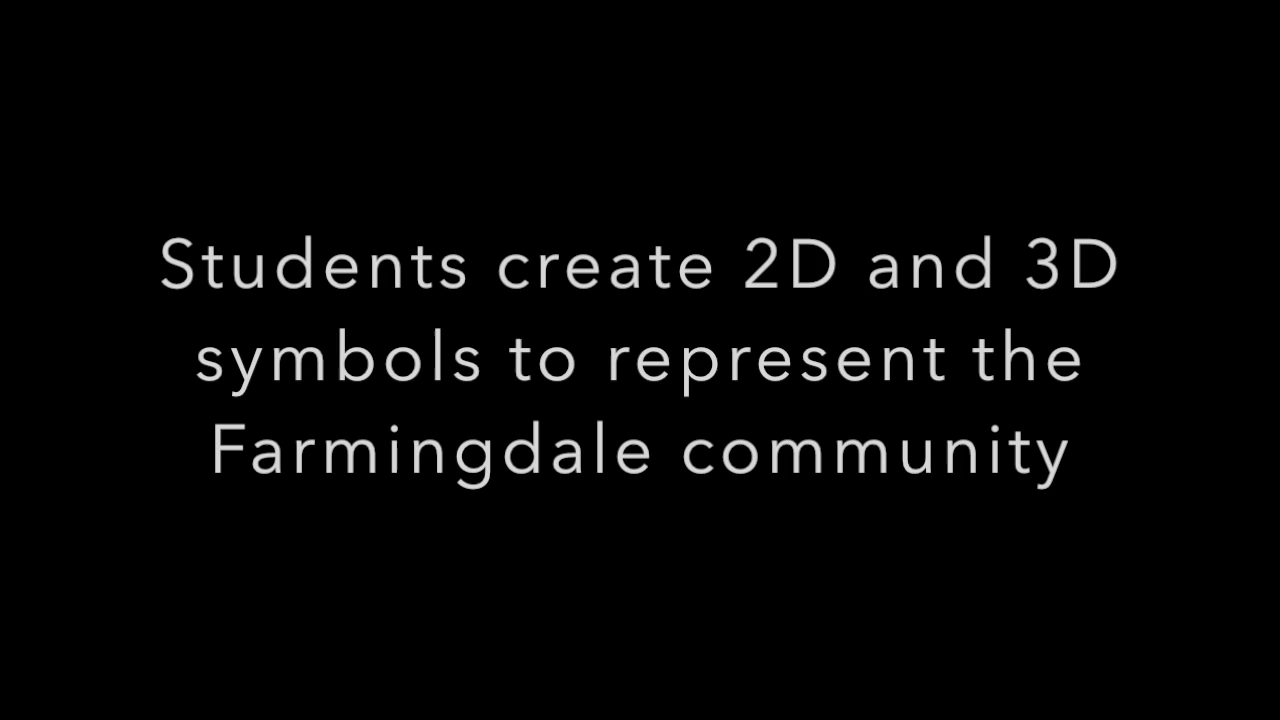 Students create 2D and 3D
symbols to represent the
Farmingdale community